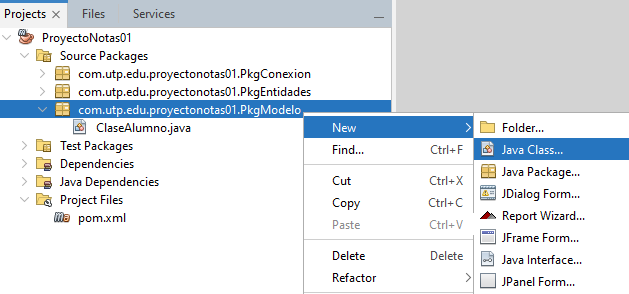 Projects × Files Services
ProyectoNotas01
Source Packages
com.utp.edu.proyectonotas01.PkgConexion
com.utp.edu.proyectonotas01.PkgEntidades
com.utp.edu.proyectonotas01.PkgModelo
ClaseAlumno.java
Test Packages
Dependencies
Java Dependencies
Project Files
pom.xml
New
Find... Ctrl+F
Cut Ctrl+X
Copy Ctrl+C
Paste Ctrl+V
Delete Delete
Refactor
Folder...
Java Class...
Java Package...
JDialog Form...
Report Wizard...
JFrame Form...
Java Interface...
JPanel Form...